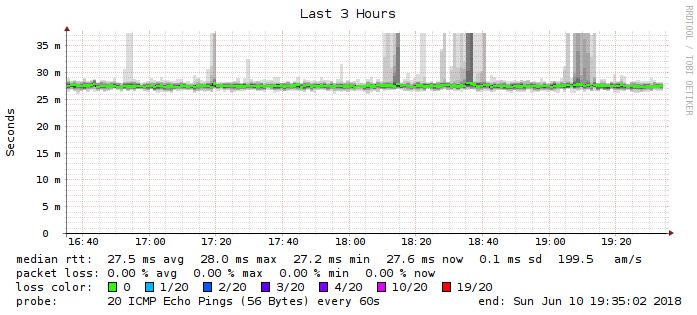 Last 3 Hours
RRDTOOL / TOBI OETIKER
Seconds
35 m
30 m
25 m
20 m
15 m
10 m
5 m
0
16:40 17:00 17:20 17:40 18:00 18:20 18:40 19:00 19:20
median rtt: 27.5 ms avg 28.0 ms max 27.2 ms min 27.6 ms now 0.1 ms sd 199.5 am/s
packet loss: 0.00 % avg 0.00 % max 0.00 % min 0.00 % now
loss color: 0 1/20 2/20 3/20 4/20 10/20 19/20
probe: 20 ICMP Echo Pings (56 Bytes) every 60s end: Sun Jun 10 19:35:02 2018